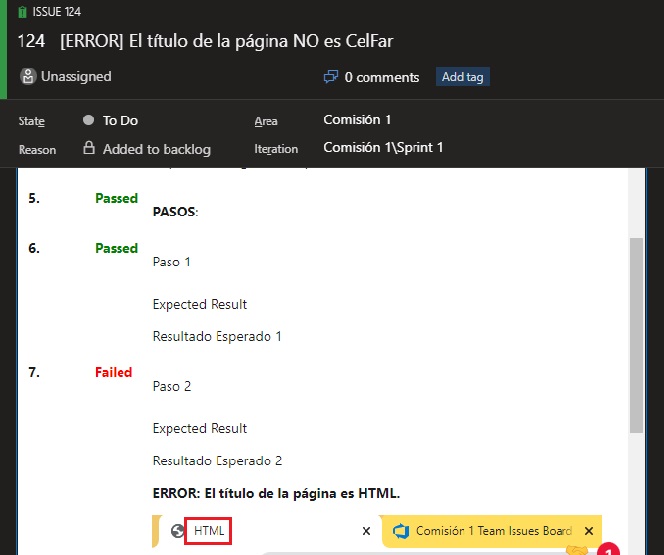 ISSUE 124
124 [ERROR] El título de la página NO es CelFar
Unassigned 0 comments Add tag
State To Do Area Comisión 1
Reason Added to backlog Iteration Comisión 1\Sprint 1
5. Passed PASOS:
6. Passed Paso 1
Expected Result
Resultado Esperado 1
7. Failed Paso 2
Expected Result
Resultado Esperado 2
ERROR: El título de la página es HTML.
HTML x Comisión 1 Team Issues Board x
1